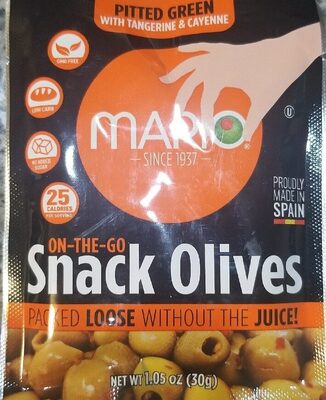 PITTED GREEN
WITH TANGERINE & CAYENNE
GMO FREE
LOW CARB
NO ADDED
SUGAR
25
CALORIES
PER SERVING
MARIO®
SINCE 1937
U
PROUDLY
MADE IN
SPAIN
ON-THE-GO
Snack Olives
PACKED LOOSE WITHOUT THE JUICE!
NET WT 1.05 OZ (30g)